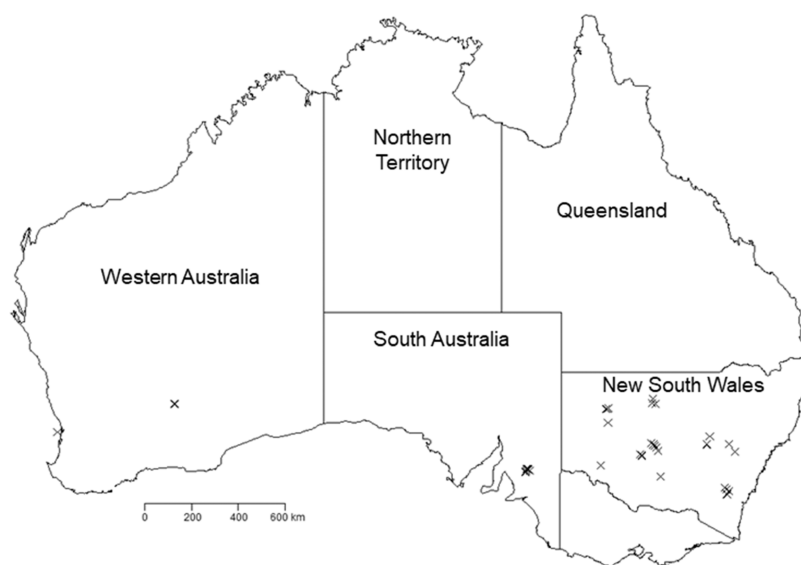 Northern
Territory
Queensland
Western Australia
South Australia
New South Wales
0 200 400 600 km